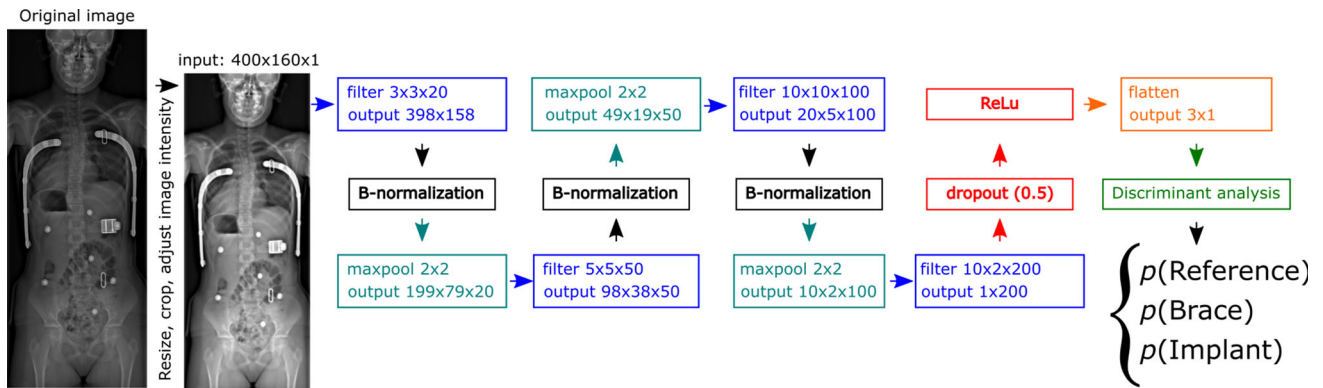 Original image
Resize, crop, adjust image intensity
input: 400x160x1
filter 3x3x20
output 398x158
B-normalization
maxpool 2x2
output 199x79x20
filter 5x5x50
output 98x38x50
B-normalization
maxpool 2x2
output 49x19x50
filter 10x10x100
output 20x5x100
B-normalization
maxpool 2x2
output 10x2x100
filter 10x2x200
output 1x200
dropout (0.5)
ReLu
flatten
output 3x1
Discriminant analysis
p(Reference)
p(Brace)
p(Implant)